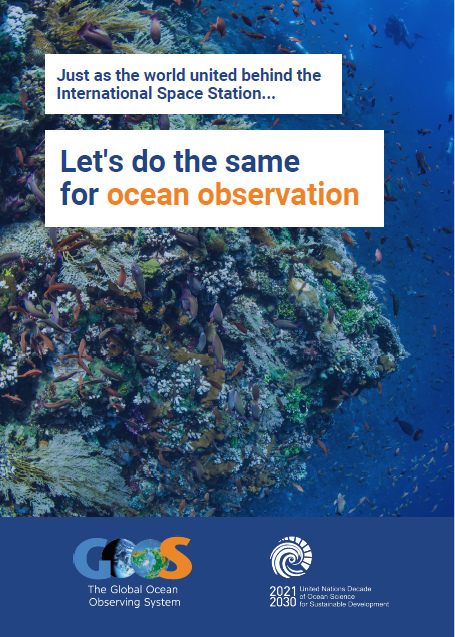 Just as the world united behind the
International Space Station...
Let's do the same
for ocean observation
GOOS
The Global Ocean
Observing System
2021
2030
United Nations Decade
of Ocean Science
for Sustainable Development